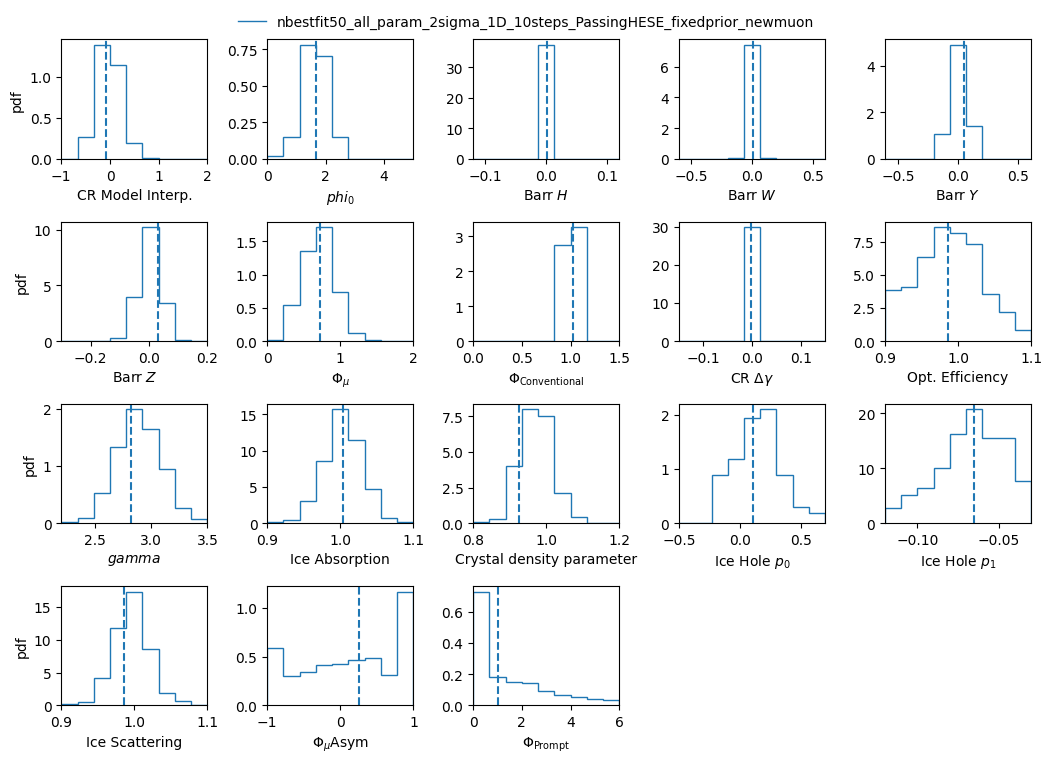 nbestfit50_all_param_2sigma_1D_10steps_PassingHESE_fixedprior_newmuon
pdf
0.0 0.5 1.0
−1 0 1 2
CR Model Interp.
0.00 0.25 0.50 0.75
0 2 4
phi₀
0 10 20 30
−0.1 0.0 0.1
Barr H
0 2 4 6
−0.5 0.0 0.5
Barr W
0 2 4
−0.5 0.0 0.5
Barr Y
pdf
0 5 10
−0.2 0.0 0.2
Barr Z
0.0 0.5 1.0 1.5
0 1 2
Φμ
0 1 2 3
0.0 0.5 1.0 1.5
ΦConventional
0 10 20 30
−0.1 0.0 0.1
CR Δγ
0.0 2.5 5.0 7.5
0.9 1.0 1.1
Opt. Efficiency
pdf
0 1 2
2.5 3.0 3.5
gamma
0 5 10 15
0.9 1.0 1.1
Ice Absorption
0.0 2.5 5.0 7.5
0.8 1.0 1.2
Crystal density parameter
0 1 2
−0.5 0.0 0.5
Ice Hole p₀
0 10 20
−0.10 −0.05
Ice Hole p₁
pdf
0 5 10 15
0.9 1.0 1.1
Ice Scattering
0.0 0.5 1.0
−1 0 1
ΦμAsym
0.0 0.2 0.4 0.6
0 2 4 6
ΦPrompt